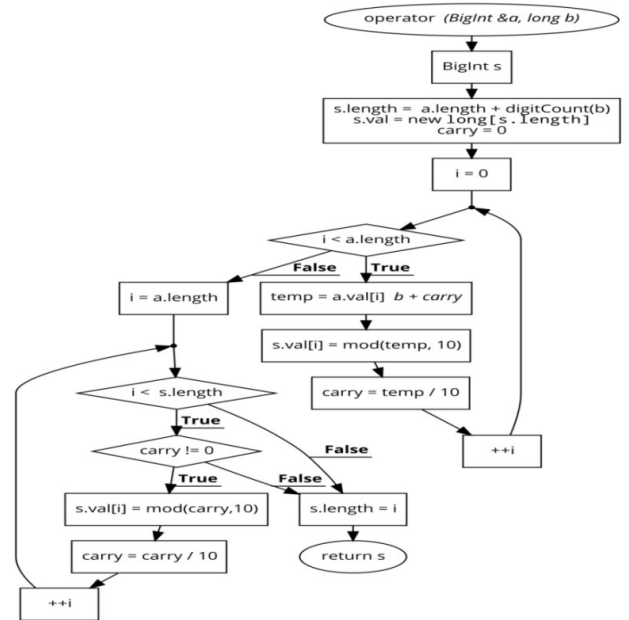 operator (BigInt &a, long b)
BigInt s
s.length = a.length + digitCount(b)
s.val = new long[s.length]
carry = 0
i = 0
i < a.length
False
True
i = a.length
temp = a.val[i] b + carry
s.val[i] = mod(temp, 10)
i < s.length
carry = temp / 10
True
carry != 0
False
++i
True
False
s.val[i] = mod(carry,10)
s.length = i
carry = carry / 10
return s
++i